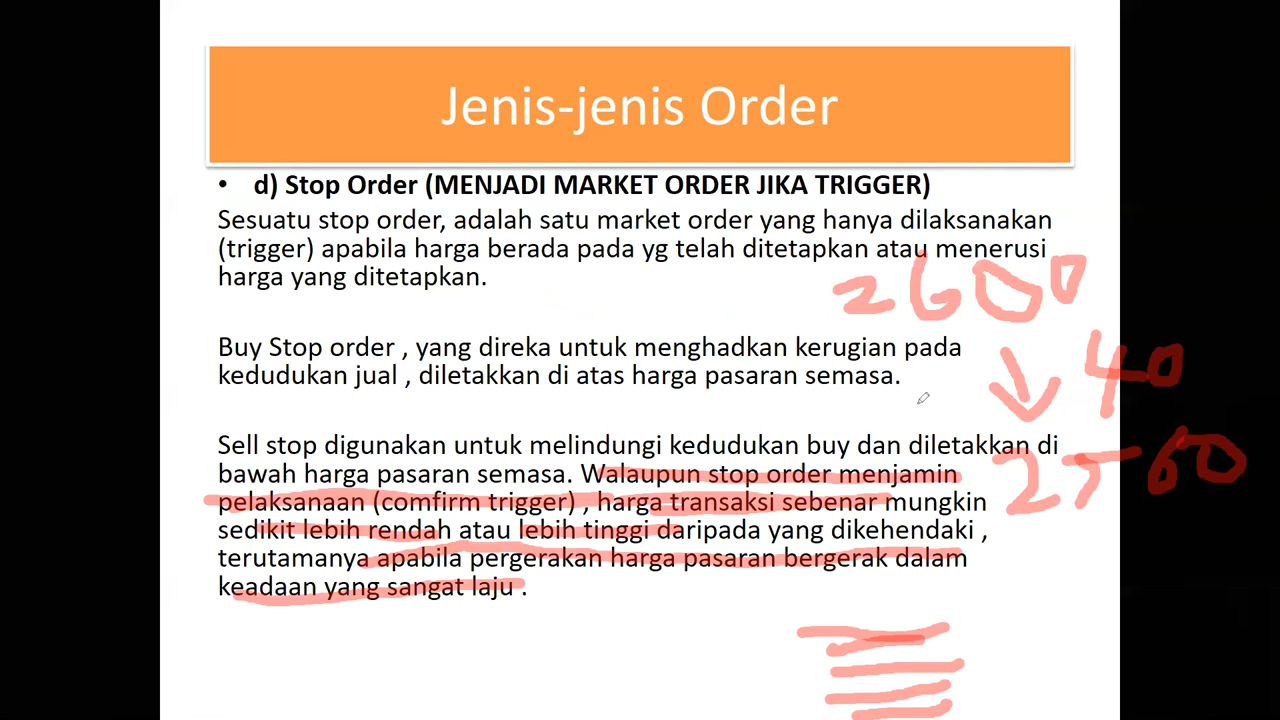 Jenis-jenis Order
• d) Stop Order (MENJADI MARKET ORDER JIKA TRIGGER)
Sesuatu stop order, adalah satu market order yang hanya dilaksanakan
(trigger) apabila harga berada pada yg telah ditetapkan atau menerusi
harga yang ditetapkan.
2600
Buy Stop order , yang direka untuk menghadkan kerugian pada
kedudukan jual , diletakkan di atas harga pasaran semasa.
40
Sell stop digunakan untuk melindungi kedudukan buy dan diletakkan di
bawah harga pasaran semasa. Walaupun stop order menjamin
2560
pelaksanaan (comfirm trigger) , harga transaksi sebenar mungkin
sedikit lebih rendah atau lebih tinggi daripada yang dikehendaki ,
terutamanya apabila pergerakan harga pasaran bergerak dalam
keadaan yang sangat laju .